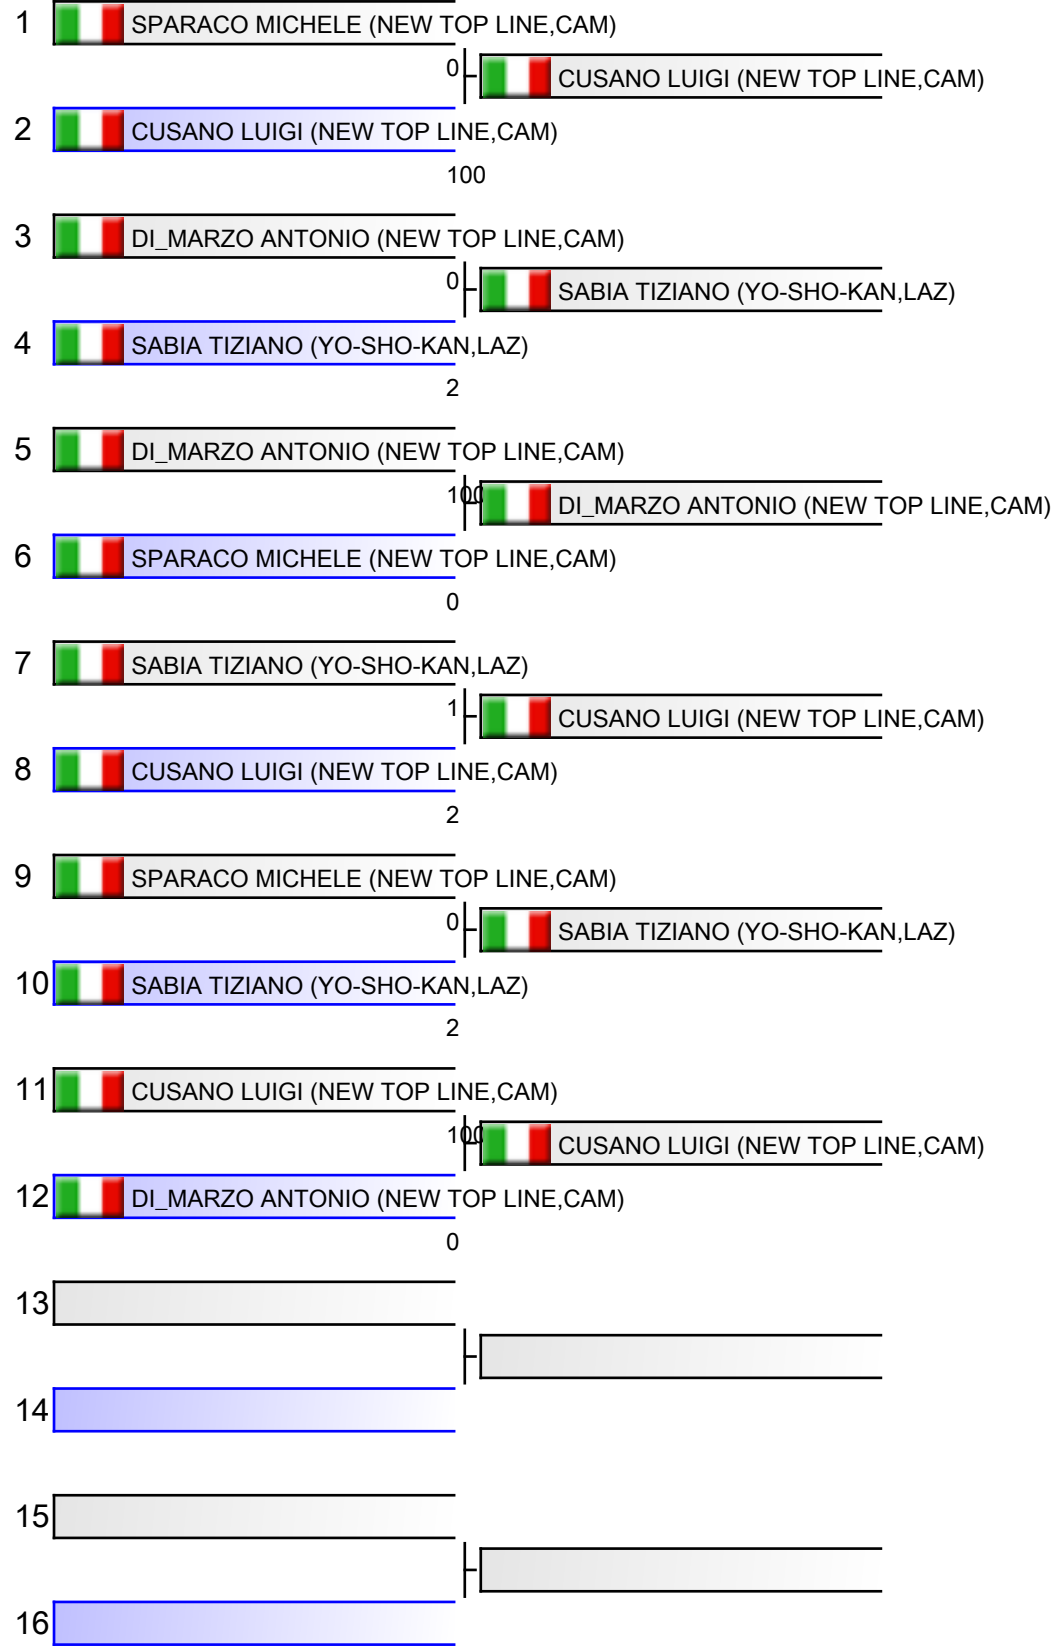 1 SPARACO MICHELE (NEW TOP LINE,CAM)
0 CUSANO LUIGI (NEW TOP LINE,CAM)
2 CUSANO LUIGI (NEW TOP LINE,CAM)
100
3 DI_MARZO ANTONIO (NEW TOP LINE,CAM)
0 SABIA TIZIANO (YO-SHO-KAN,LAZ)
4 SABIA TIZIANO (YO-SHO-KAN,LAZ)
2
5 DI_MARZO ANTONIO (NEW TOP LINE,CAM)
100 DI_MARZO ANTONIO (NEW TOP LINE,CAM)
6 SPARACO MICHELE (NEW TOP LINE,CAM)
0
7 SABIA TIZIANO (YO-SHO-KAN,LAZ)
1 CUSANO LUIGI (NEW TOP LINE,CAM)
8 CUSANO LUIGI (NEW TOP LINE,CAM)
2
9 SPARACO MICHELE (NEW TOP LINE,CAM)
0 SABIA TIZIANO (YO-SHO-KAN,LAZ)
10 SABIA TIZIANO (YO-SHO-KAN,LAZ)
2
11 CUSANO LUIGI (NEW TOP LINE,CAM)
100 CUSANO LUIGI (NEW TOP LINE,CAM)
12 DI_MARZO ANTONIO (NEW TOP LINE,CAM)
0
13
14
15
16